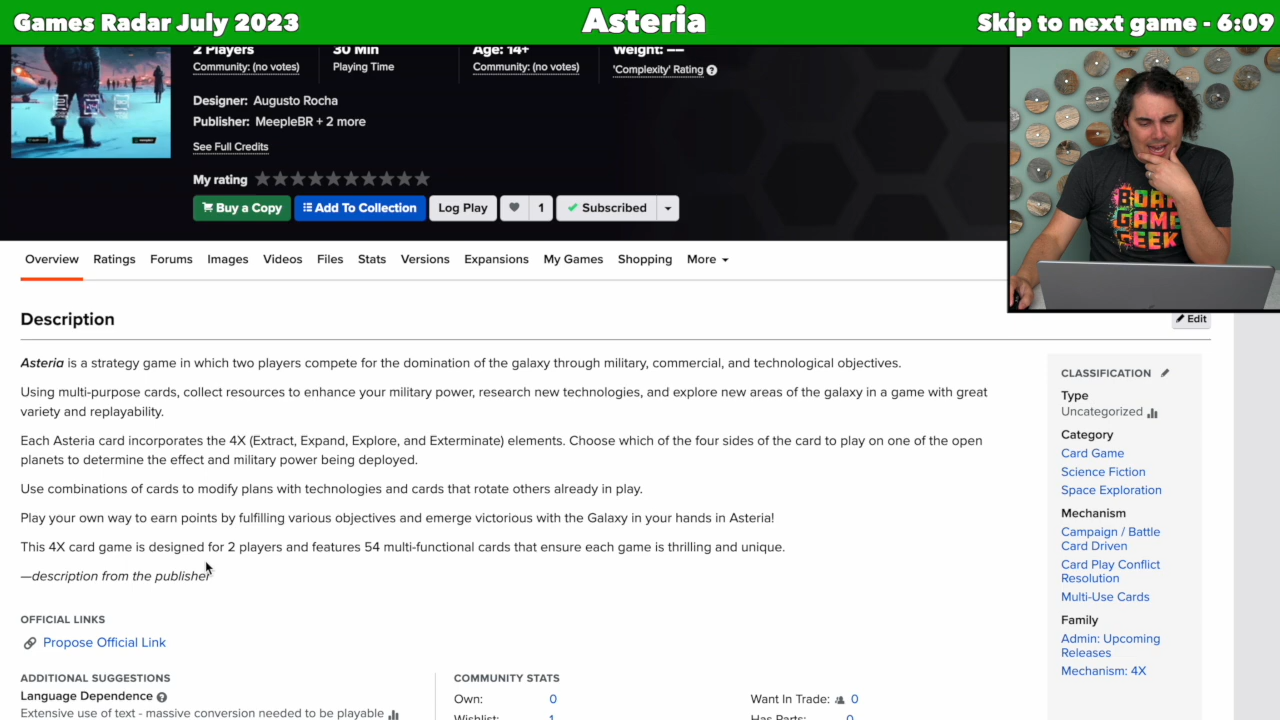 Games Radar July 2023
Asteria
Skip to next game - 6:09
2 Players
30 Min
Age: 14+
Weight: --
Community: (no votes)
Playing Time
Community: (no votes)
'Complexity' Rating
Designer: Augusto Rocha
Publisher: MeepleBR + 2 more
See Full Credits
My rating
Buy a Copy
Add To Collection
Log Play
1
Subscribed
BOARD
GAME
GEEK
Overview
Ratings
Forums
Images
Videos
Files
Stats
Versions
Expansions
My Games
Shopping
More
Description
Edit
Asteria is a strategy game in which two players compete for the domination of the galaxy through military, commercial, and technological objectives.
Using multi-purpose cards, collect resources to enhance your military power, research new technologies, and explore new areas of the galaxy in a game with great
variety and replayability.
Each Asteria card incorporates the 4X (Extract, Expand, Explore, and Exterminate) elements. Choose which of the four sides of the card to play on one of the open
planets to determine the effect and military power being deployed.
Use combinations of cards to modify plans with technologies and cards that rotate others already in play.
Play your own way to earn points by fulfilling various objectives and emerge victorious with the Galaxy in your hands in Asteria!
This 4X card game is designed for 2 players and features 54 multi-functional cards that ensure each game is thrilling and unique.
—description from the publisher
CLASSIFICATION
Type
Uncategorized
Category
Card Game
Science Fiction
Space Exploration
Mechanism
Campaign / Battle
Card Driven
Card Play Conflict
Resolution
Multi-Use Cards
Family
Admin: Upcoming
Releases
Mechanism: 4X
OFFICIAL LINKS
Propose Official Link
ADDITIONAL SUGGESTIONS
Language Dependence
Extensive use of text - massive conversion needed to be playable
COMMUNITY STATS
Own:
0
Want In Trade:
0
Wishlist:
1
Has Parts:
0